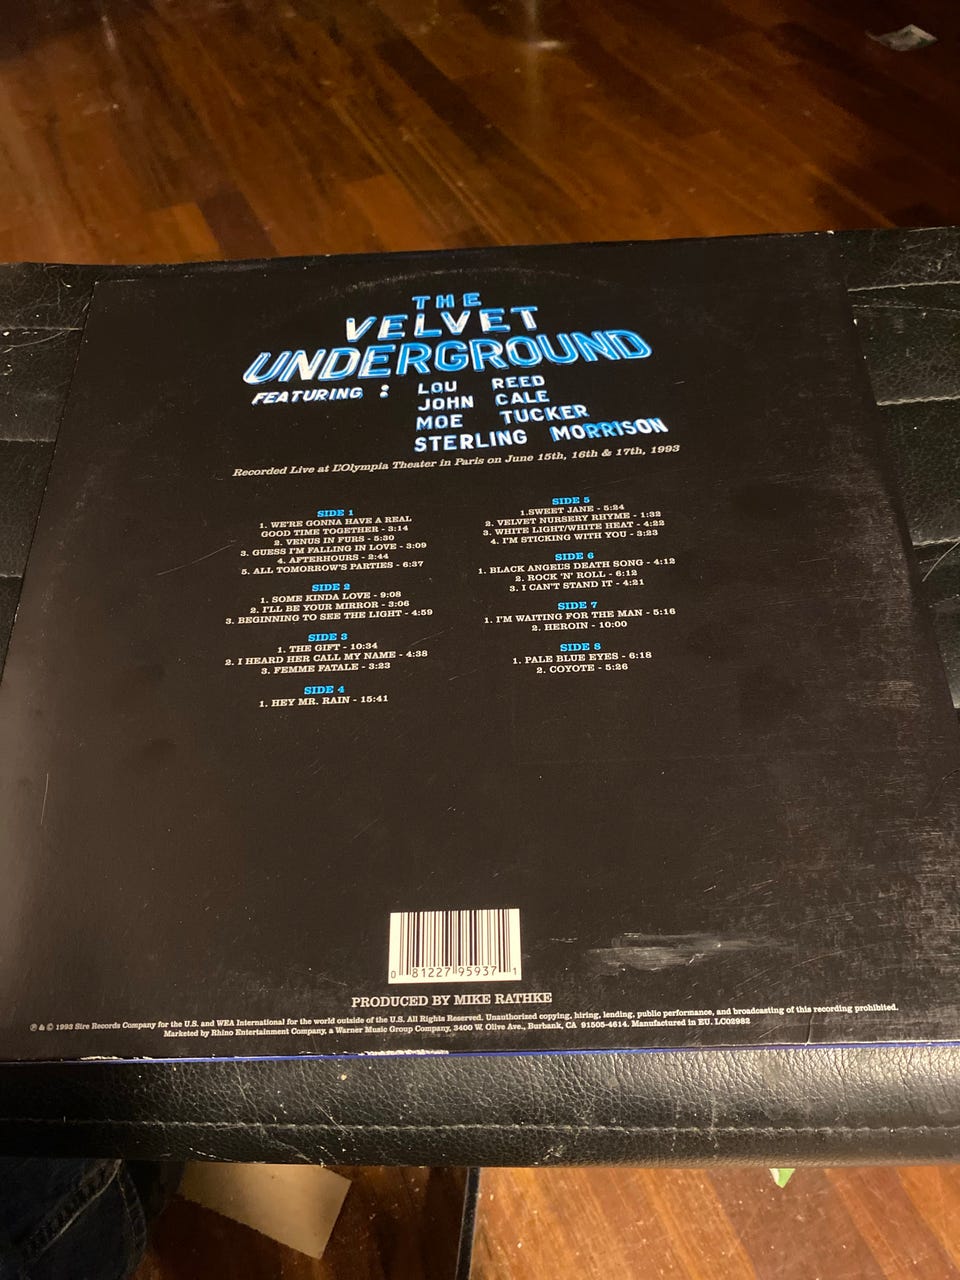 THE
VELVET
UNDERGROUND
FEATURING : LOU REED
JOHN CALE
MOE TUCKER
STERLING MORRISON
Recorded Live at L'Olympia Theater in Paris on June 15th, 16th & 17th, 1993
SIDE 1
1. WE'RE GONNA HAVE A REAL
GOOD TIME TOGETHER - 3:14
2. VENUS IN FURS - 5:30
3. GUESS I'M FALLING IN LOVE - 3:09
4. AFTERHOURS - 2:44
5. ALL TOMORROW'S PARTIES - 6:37
SIDE 2
1. SOME KINDA LOVE - 9:08
2. I'LL BE YOUR MIRROR - 3:06
3. BEGINNING TO SEE THE LIGHT - 4:59
SIDE 3
1. THE GIFT - 10:34
2. I HEARD HER CALL MY NAME - 4:38
3. FEMME FATALE - 3:23
SIDE 4
1. HEY MR. RAIN - 15:41
SIDE 5
1.SWEET JANE - 5:24
2. VELVET NURSERY RHYME - 1:32
3. WHITE LIGHT/WHITE HEAT - 4:22
4. I'M STICKING WITH YOU - 3:23
SIDE 6
1. BLACK ANGELS DEATH SONG - 4:12
2. ROCK 'N' ROLL - 6:12
3. I CAN'T STAND IT - 4:21
SIDE 7
1. I'M WAITING FOR THE MAN - 5:16
2. HEROIN - 10:00
SIDE 8
1. PALE BLUE EYES - 6:18
2. COYOTE - 5:26
0 81227 95937 1
PRODUCED BY MIKE RATHKE
℗ & © 1993 Sire Records Company for the U.S. and WEA International for the world outside of the U.S. All Rights Reserved. Unauthorized copying, hiring, lending, public performance, and broadcasting of this recording prohibited.
Marketed by Rhino Entertainment Company, a Warner Music Group Company, 3400 W. Olive Ave., Burbank, CA 91505-4614. Manufactured in EU. LC02982